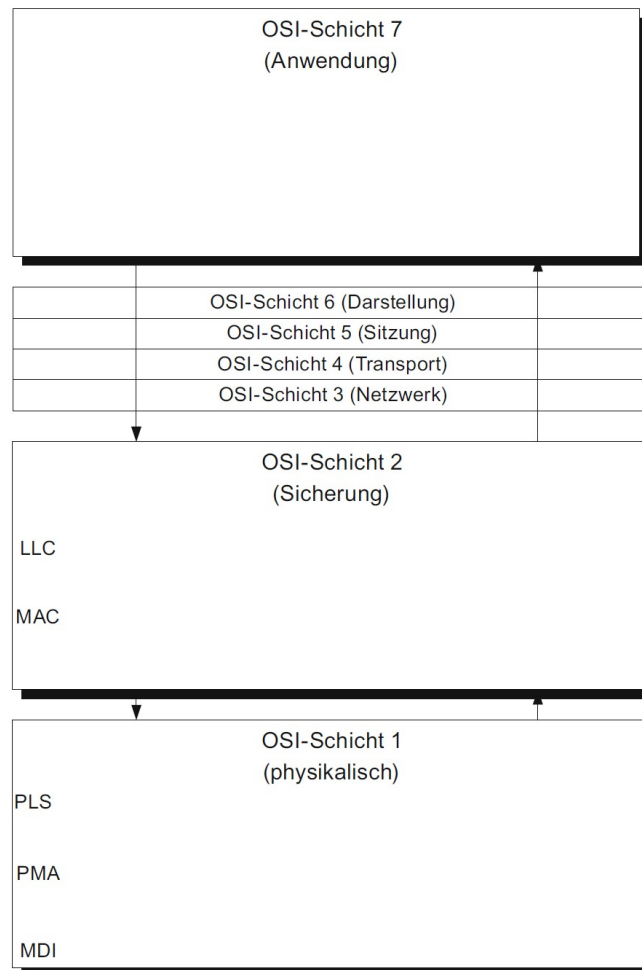 OSI-Schicht 7
(Anwendung)
OSI-Schicht 6 (Darstellung)
OSI-Schicht 5 (Sitzung)
OSI-Schicht 4 (Transport)
OSI-Schicht 3 (Netzwerk)
OSI-Schicht 2
(Sicherung)
LLC
MAC
OSI-Schicht 1
(physikalisch)
PLS
PMA
MDI